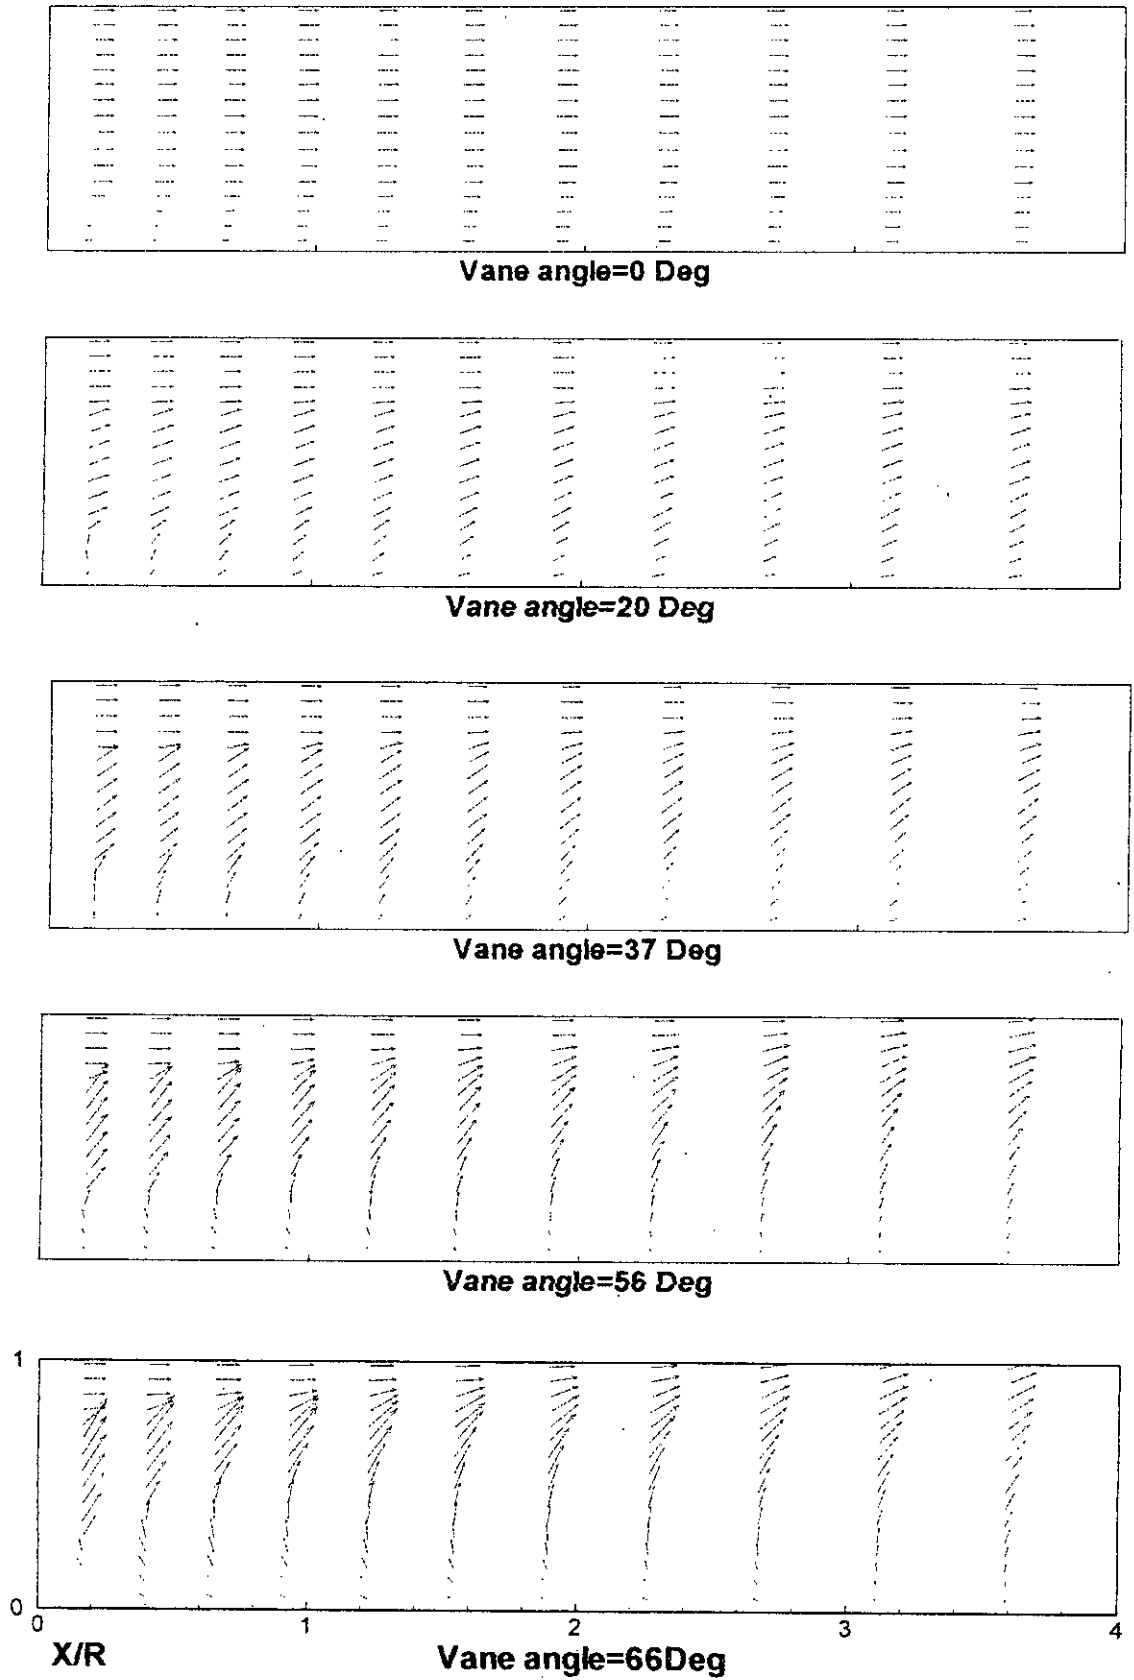 Vane angle=0 Deg
Vane angle=20 Deg
Vane angle=37 Deg
Vane angle=56 Deg
1
0
0 1 2 3 4
X/R Vane angle=66Deg